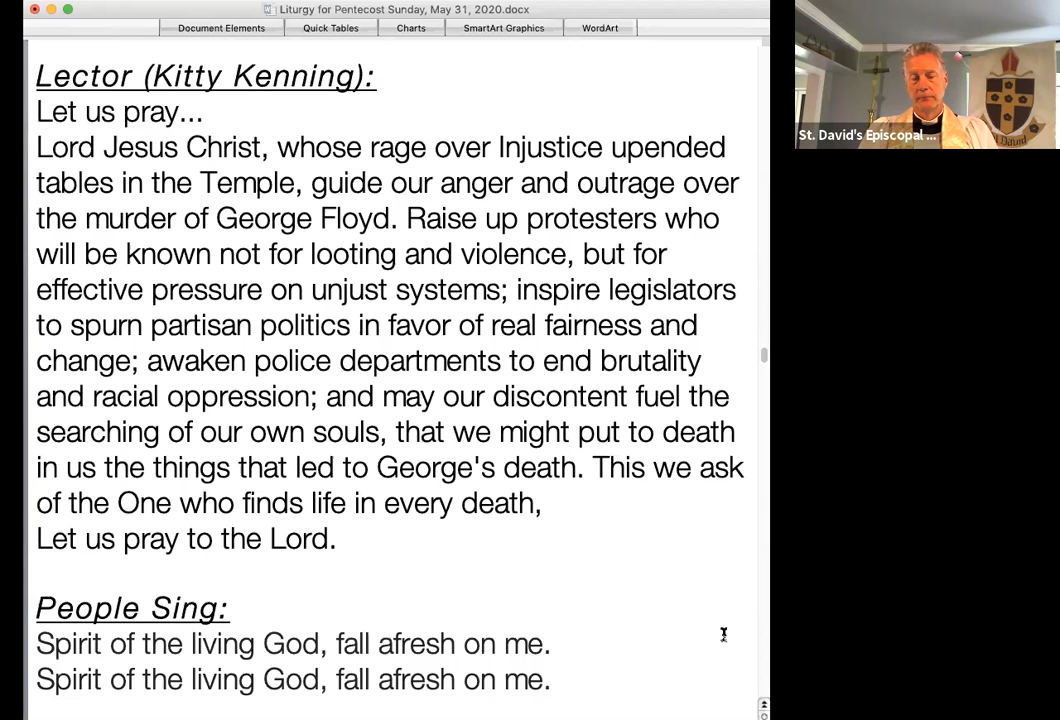 Liturgy for Pentecost Sunday, May 31, 2020.docx
Document Elements
Quick Tables
Charts
SmartArt Graphics
WordArt
Lector (Kitty Kenning):
Let us pray...
Lord Jesus Christ, whose rage over Injustice upended
tables in the Temple, guide our anger and outrage over
the murder of George Floyd. Raise up protesters who
will be known not for looting and violence, but for
effective pressure on unjust systems; inspire legislators
to spurn partisan politics in favor of real fairness and
change; awaken police departments to end brutality
and racial oppression; and may our discontent fuel the
searching of our own souls, that we might put to death
in us the things that led to George's death. This we ask
of the One who finds life in every death,
Let us pray to the Lord.
People Sing:
Spirit of the living God, fall afresh on me.
Spirit of the living God, fall afresh on me.
St. David's Episcopal ...
David